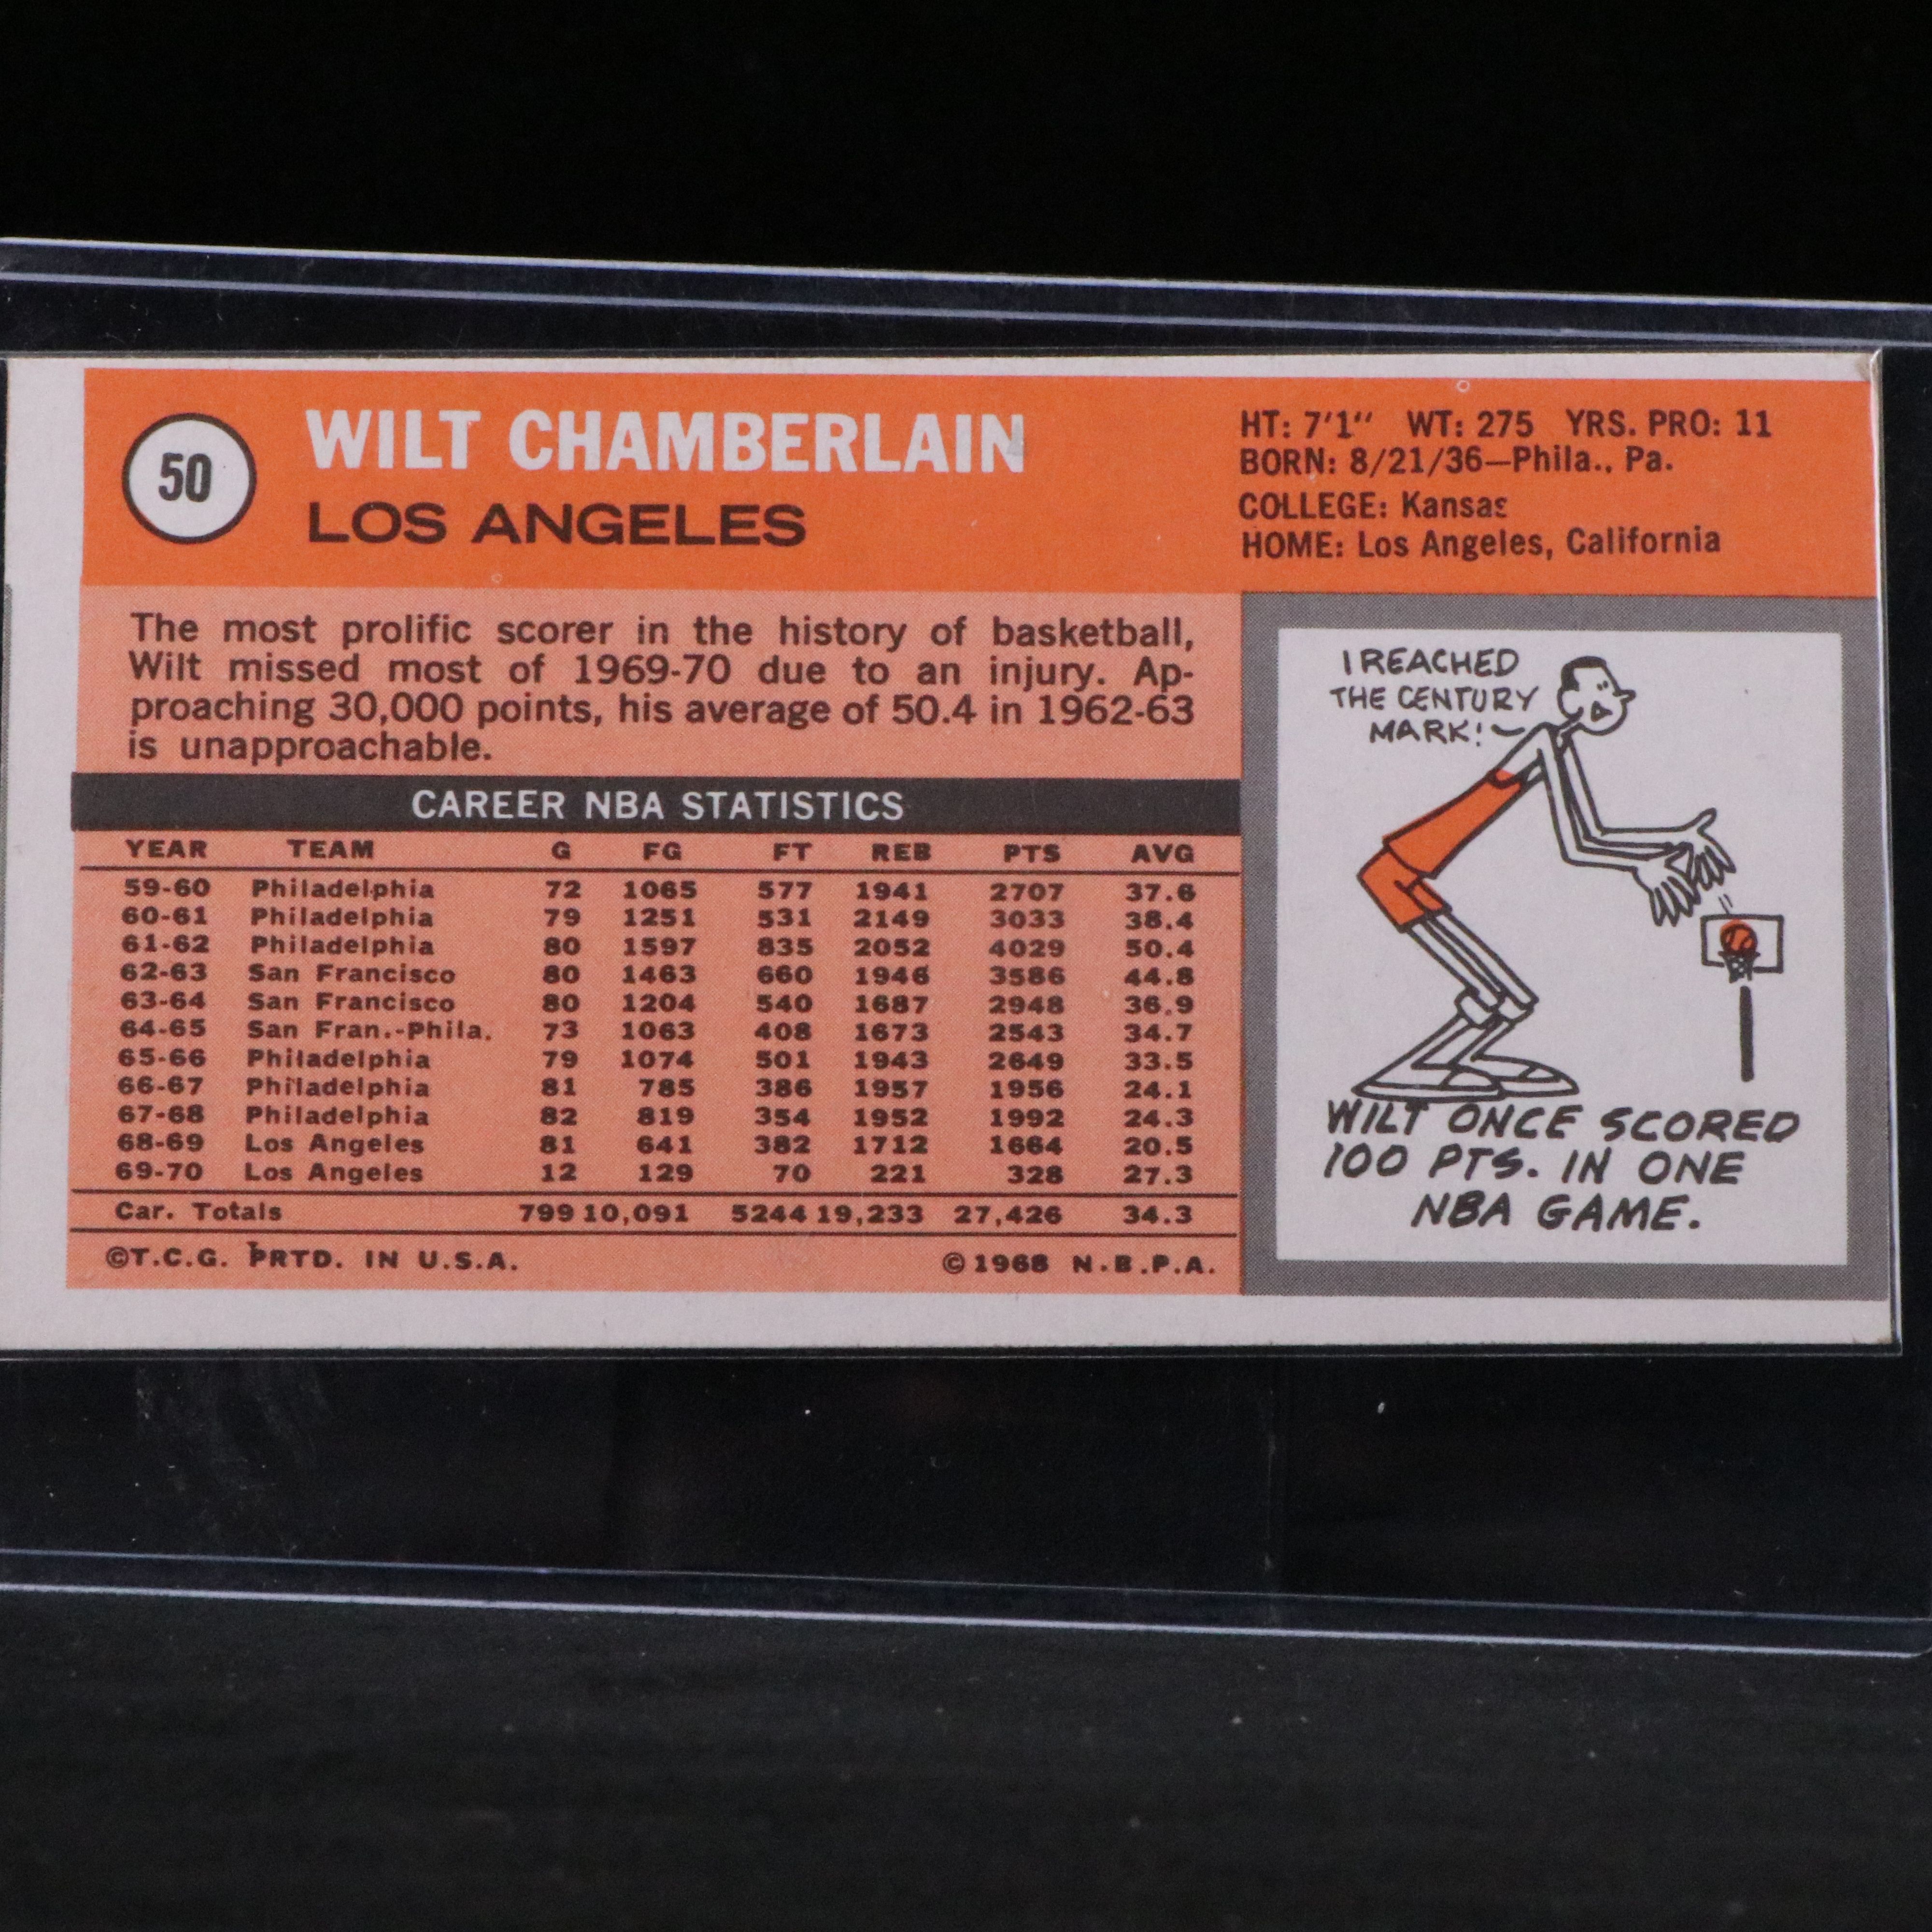 50
WILT CHAMBERLAIN
LOS ANGELES
HT: 7'1" WT: 275 YRS. PRO: 11
BORN: 8/21/36—Phila., Pa.
COLLEGE: Kansas
HOME: Los Angeles, California
The most prolific scorer in the history of basketball,
Wilt missed most of 1969-70 due to an injury. Ap-
proaching 30,000 points, his average of 50.4 in 1962-63
is unapproachable.
CAREER NBA STATISTICS
YEAR TEAM G FG FT REB PTS AVG
59-60 Philadelphia 72 1065 577 1941 2707 37.6
60-61 Philadelphia 79 1251 531 2149 3033 38.4
61-62 Philadelphia 80 1597 835 2052 4029 50.4
62-63 San Francisco 80 1463 660 1946 3586 44.8
63-64 San Francisco 80 1204 540 1687 2948 36.9
64-65 San Fran.-Phila. 73 1063 408 1673 2543 34.7
65-66 Philadelphia 79 1074 501 1943 2649 33.5
66-67 Philadelphia 81 785 386 1957 1956 24.1
67-68 Philadelphia 82 819 354 1952 1992 24.3
68-69 Los Angeles 81 641 382 1712 1664 20.5
69-70 Los Angeles 12 129 70 221 328 27.3
Car. Totals 799 10,091 5244 19,233 27,426 34.3
©T.C.G. PRTD. IN U.S.A. ©1968 N.B.P.A.
I REACHED
THE CENTURY
MARK!
WILT ONCE SCORED
100 PTS. IN ONE
NBA GAME.